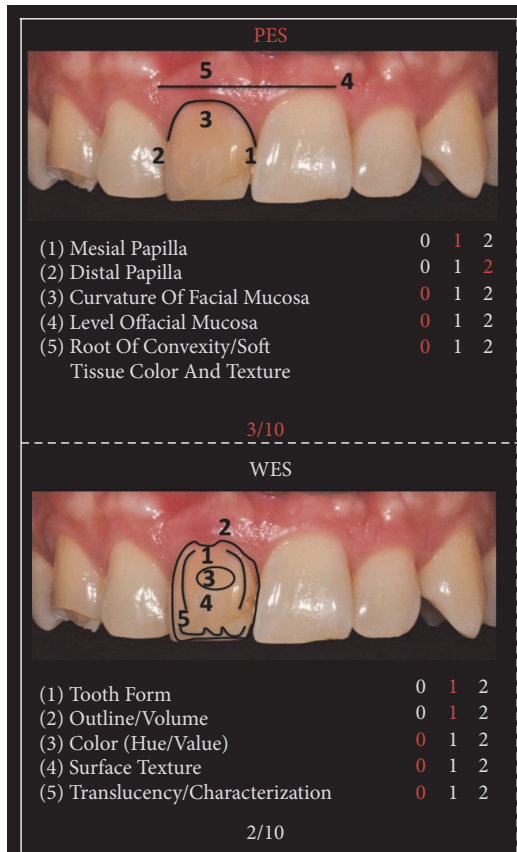 PES
5
4
3
2
1
(1) Mesial Papilla 0 1 2
(2) Distal Papilla 0 1 2
(3) Curvature Of Facial Mucosa 0 1 2
(4) Level Offacial Mucosa 0 1 2
(5) Root Of Convexity/Soft 0 1 2
Tissue Color And Texture
3/10
WES
2
1
3
4
5
(1) Tooth Form 0 1 2
(2) Outline/Volume 0 1 2
(3) Color (Hue/Value) 0 1 2
(4) Surface Texture 0 1 2
(5) Translucency/Characterization 0 1 2
2/10